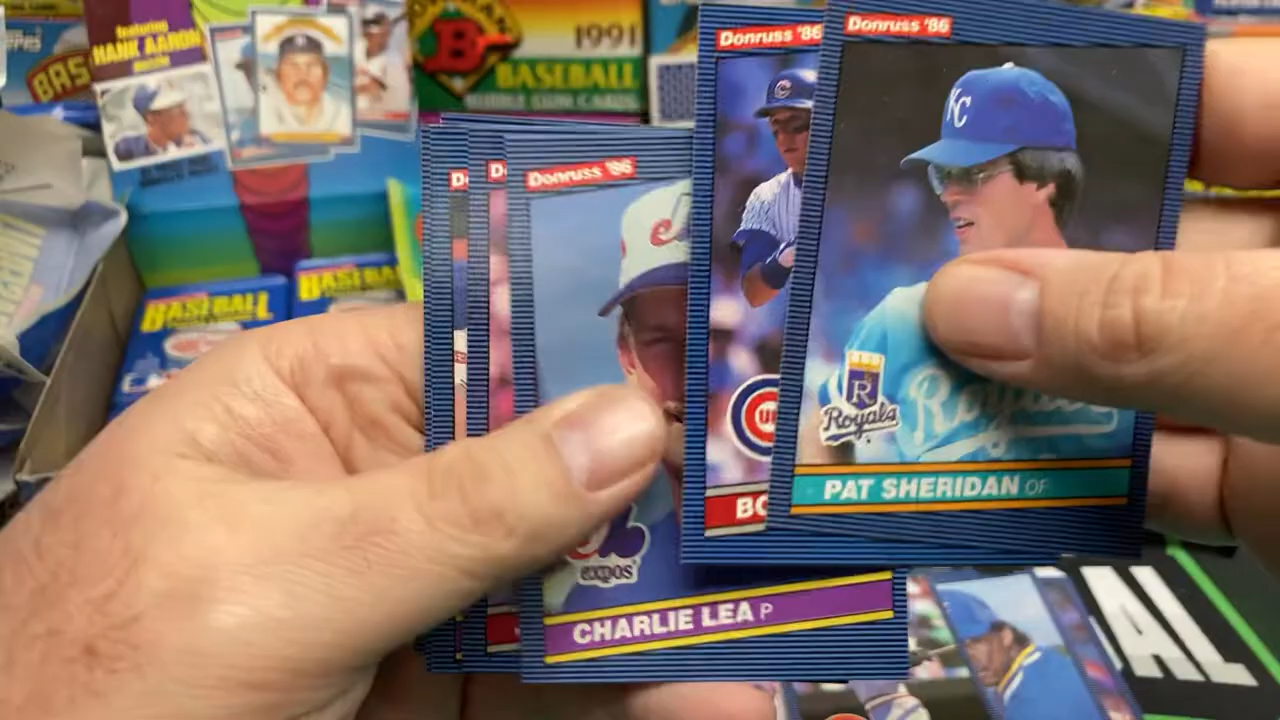 featuring
HANK AARON
1991
BASEBALL
BUBBLE GUM CARDS
B
BASEBALL
BASEBALL
Donruss '86
C
BO
Donruss '86
KC
R
Royals
Royals
PAT SHERIDAN OF
Donruss '86
expos
CHARLIE LEA P
AL